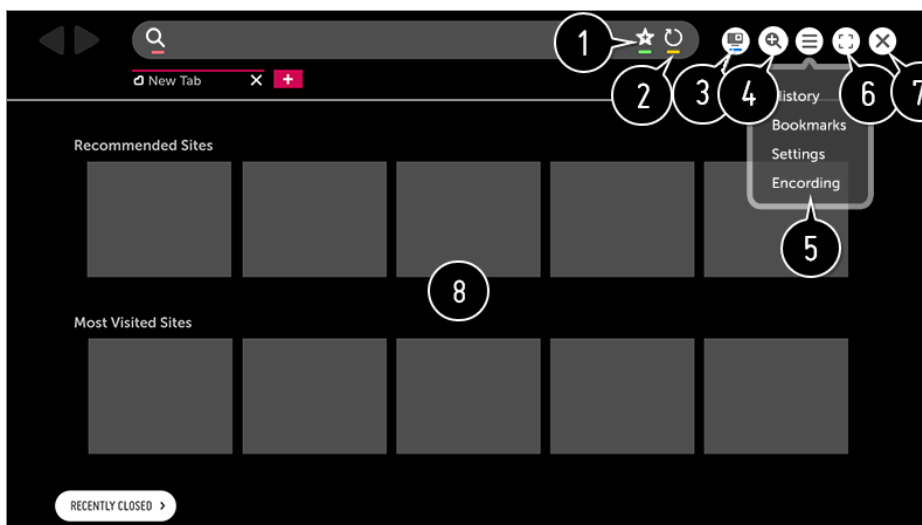 1
2
3
4
6
7
New Tab
History
Bookmarks
Settings
Encording
5
Recommended Sites
8
Most Visited Sites
RECENTLY CLOSED